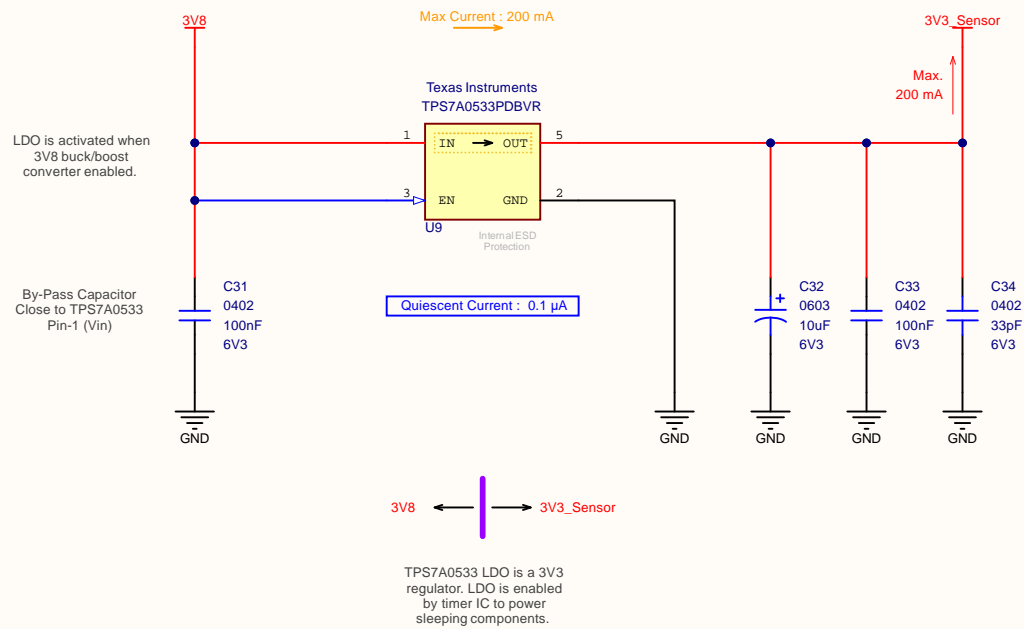 3V8
Max Current : 200 mA
3V3_Sensor
Max.
200 mA
Texas Instruments
TPS7A0533PDBVR
LDO is activated when
3V8 buck/boost
converter enabled.
1
IN
OUT
5
3
EN
GND
2
U9
Internal ESD
Protection
By-Pass Capacitor
Close to TPS7A0533
Pin-1 (Vin)
C31
0402
100nF
6V3
Quiescent Current :  0.1 µA
+
C32
0603
10uF
6V3
C33
0402
100nF
6V3
C34
0402
33pF
6V3
GND
GND
GND
GND
GND
3V8
3V3_Sensor
TPS7A0533 LDO is a 3V3
regulator. LDO is enabled
by timer IC to power
sleeping components.